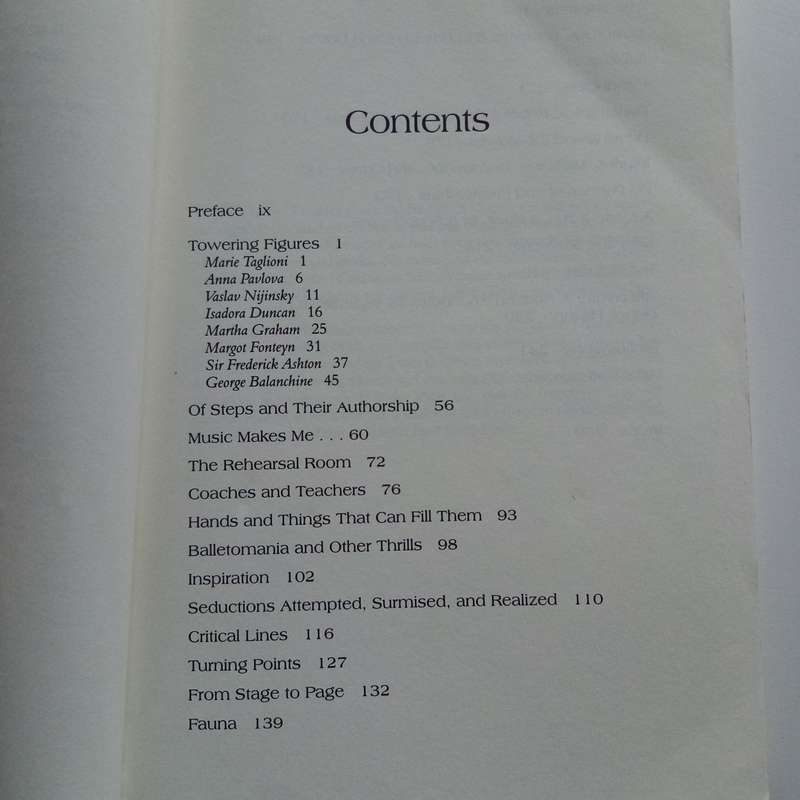 Contents
Preface ix
Towering Figures 1
Marie Taglioni 1
Anna Pavlova 6
Vaslav Nijinsky 11
Isadora Duncan 16
Martha Graham 25
Margot Fonteyn 31
Sir Frederick Ashton 37
George Balanchine 45
Of Steps and Their Authorship 56
Music Makes Me . . . 60
The Rehearsal Room 72
Coaches and Teachers 76
Hands and Things That Can Fill Them 93
Balletomania and Other Thrills 98
Inspiration 102
Seductions Attempted, Surmised, and Realized 110
Critical Lines 116
Turning Points 127
From Stage to Page 132
Fauna 139